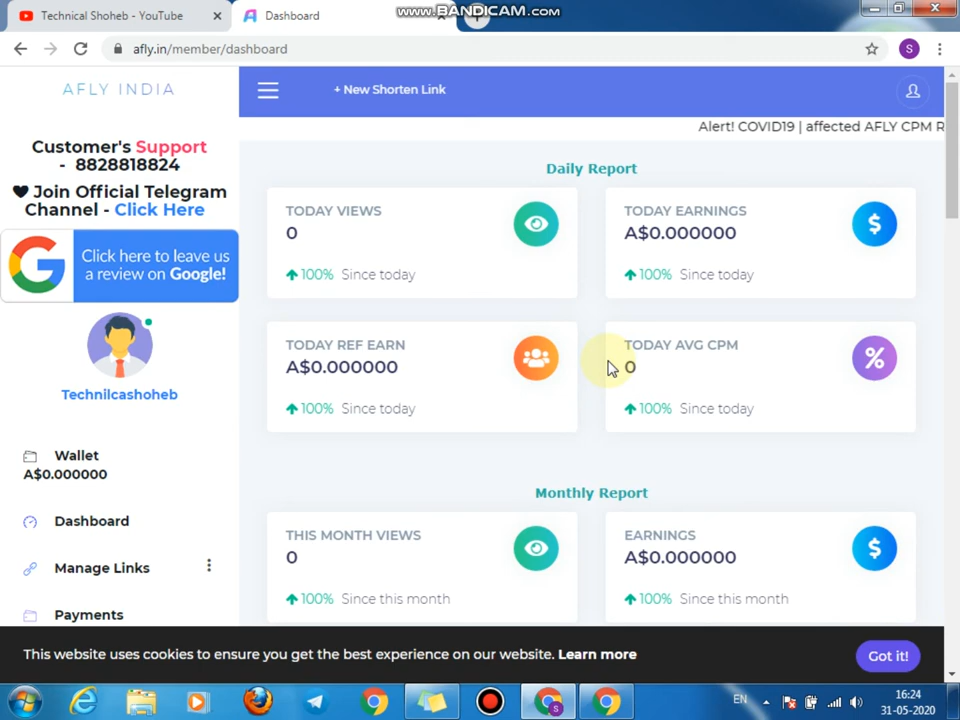 Technical Shoheb - YouTube
Dashboard
www.BANDICAM.com
afly.in/member/dashboard
S
AFLY INDIA
+ New Shorten Link
Alert! COVID19 | affected AFLY CPM R
Customer's Support
- 8828818824
Join Official Telegram
Channel - Click Here
Click here to leave us
a review on Google!
Technilcashoheb
Wallet
A$0.000000
Dashboard
Manage Links
Payments
Daily Report
TODAY VIEWS
0
100% Since today
TODAY EARNINGS
A$0.000000
100% Since today
TODAY REF EARN
A$0.000000
100% Since today
TODAY AVG CPM
0
100% Since today
Monthly Report
THIS MONTH VIEWS
0
100% Since this month
EARNINGS
A$0.000000
100% Since this month
This website uses cookies to ensure you get the best experience on our website. Learn more
Got it!
EN
16:24
31-05-2020